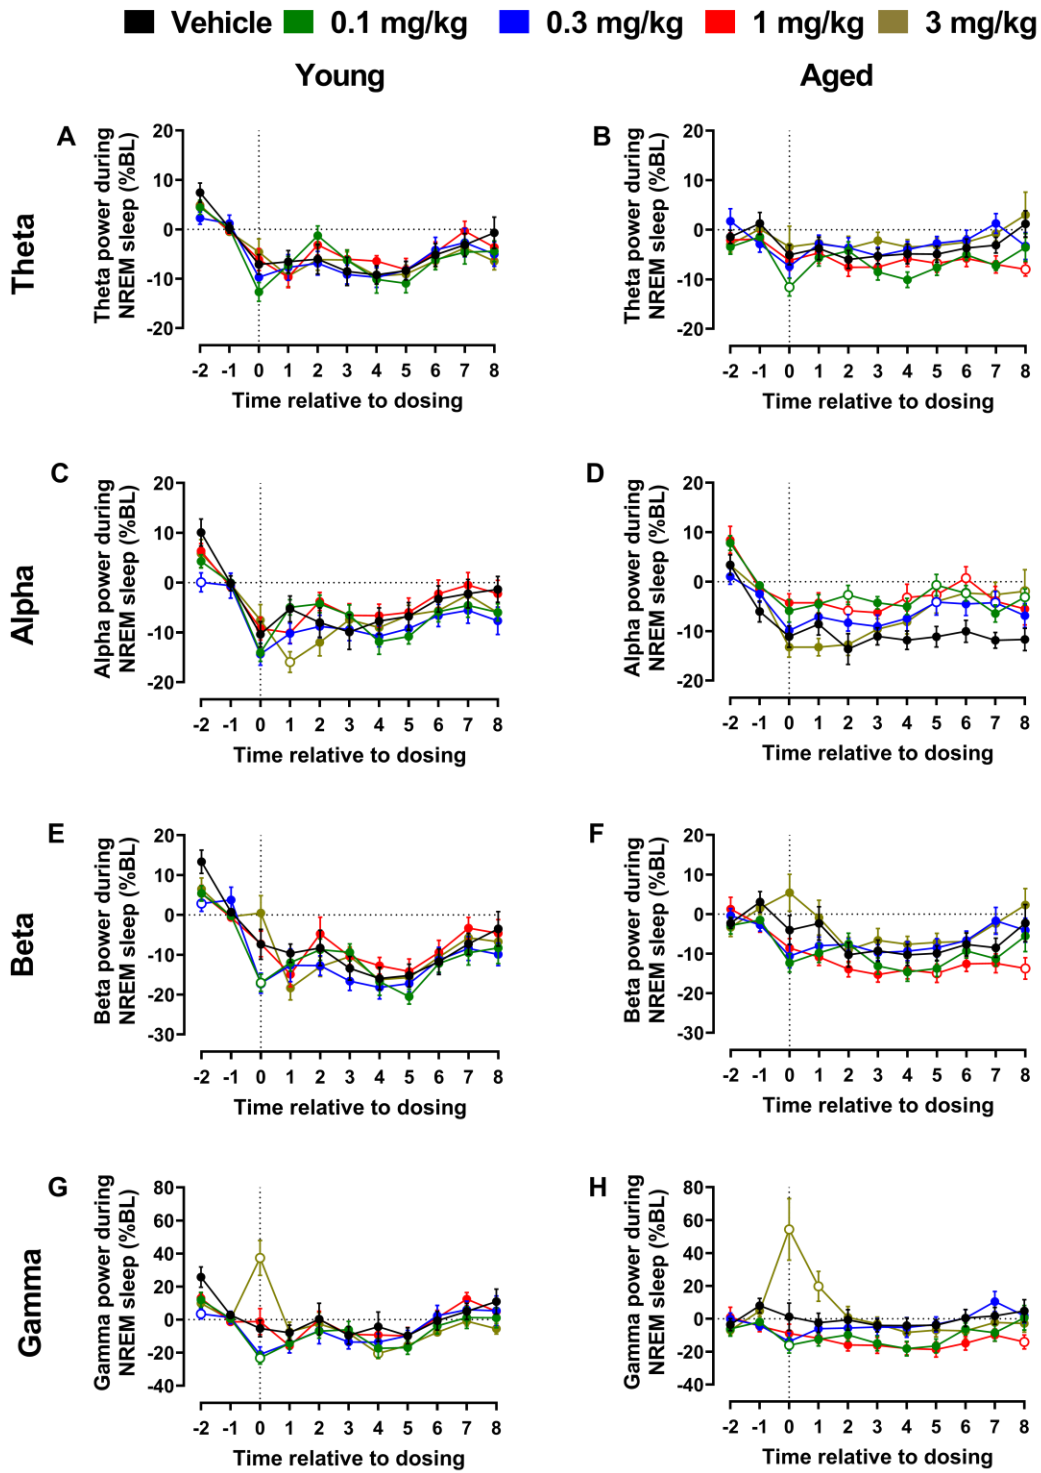 Vehicle 0.1 mg/kg 0.3 mg/kg 1 mg/kg 3 mg/kg
Young Aged
Theta
A
Theta power during
NREM sleep (%BL)
20
10
0
-10
-20
-2 -1 0 1 2 3 4 5 6 7 8
Time relative to dosing
B
Theta power during
NREM sleep (%BL)
20
10
0
-10
-20
-2 -1 0 1 2 3 4 5 6 7 8
Time relative to dosing
Alpha
C
Alpha power during
NREM sleep (%BL)
20
10
0
-10
-20
-2 -1 0 1 2 3 4 5 6 7 8
Time relative to dosing
D
Alpha power during
NREM sleep (%BL)
20
10
0
-10
-20
-2 -1 0 1 2 3 4 5 6 7 8
Time relative to dosing
Beta
E
Beta power during
NREM sleep (%BL)
20
10
0
-10
-20
-30
-2 -1 0 1 2 3 4 5 6 7 8
Time relative to dosing
F
Beta power during
NREM sleep (%BL)
20
10
0
-10
-20
-30
-2 -1 0 1 2 3 4 5 6 7 8
Time relative to dosing
Gamma
G
Gamma power during
NREM sleep (%BL)
80
60
40
20
0
-20
-40
-2 -1 0 1 2 3 4 5 6 7 8
Time relative to dosing
H
Gamma power during
NREM sleep (%BL)
80
60
40
20
0
-20
-40
-2 -1 0 1 2 3 4 5 6 7 8
Time relative to dosing